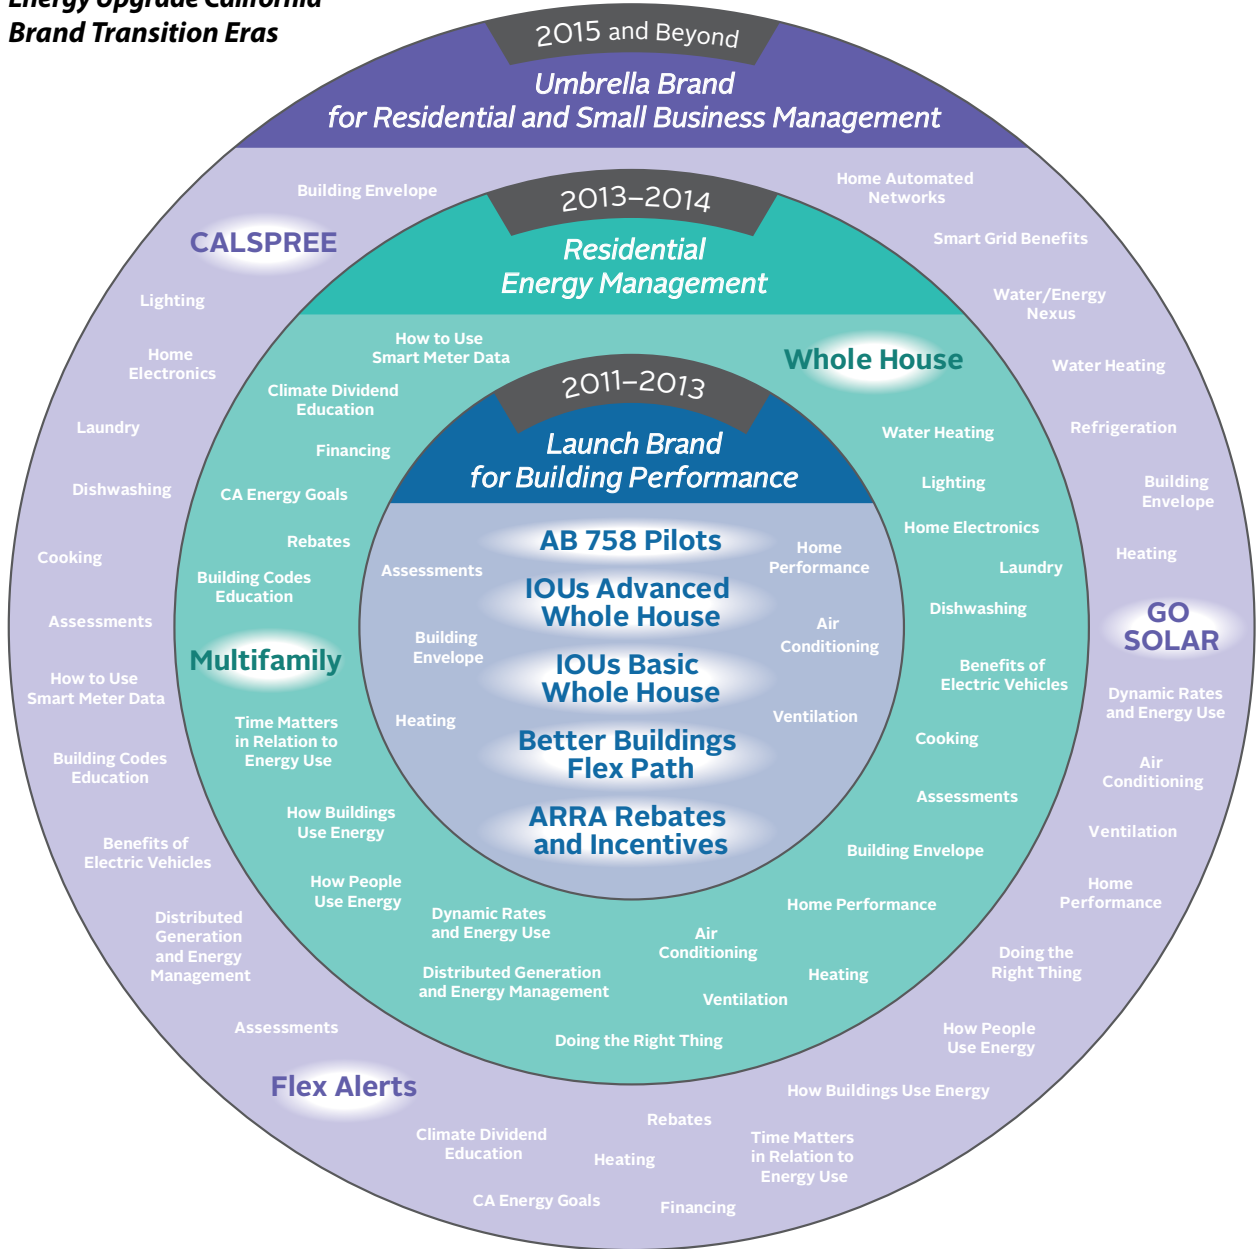 Energy Upgrade California
Brand Transition Eras
2015 and Beyond
Umbrella Brand
for Residential and Small Business Management
Building Envelope
CALSPREE
Lighting
Home
Electronics
Laundry
Dishwashing
Cooking
Assessments
How to Use
Smart Meter Data
Building Codes
Education
Benefits of
Electric Vehicles
Distributed
Generation
and Energy
Management
Assessments
Flex Alerts
Climate Dividend
Education
CA Energy Goals
Heating
Rebates
Financing
Time Matters
in Relation to
Energy Use
How Buildings Use Energy
How People
Use Energy
Doing the
Right Thing
Home
Performance
Ventilation
Air
Conditioning
Dynamic Rates
and Energy Use
GO
SOLAR
Heating
Building
Envelope
Refrigeration
Water Heating
Water/Energy
Nexus
Smart Grid Benefits
Home Automated
Networks
2013–2014
Residential
Energy Management
How to Use
Smart Meter Data
Climate Dividend
Education
Financing
CA Energy Goals
Rebates
Building Codes
Education
Multifamily
Time Matters
in Relation to
Energy Use
How Buildings
Use Energy
How People
Use Energy
Dynamic Rates
and Energy Use
Distributed Generation
and Energy Management
Doing the Right Thing
Air
Conditioning
Ventilation
Heating
Home Performance
Building Envelope
Assessments
Cooking
Benefits of
Electric Vehicles
Dishwashing
Laundry
Home Electronics
Lighting
Water Heating
Whole House
2011–2013
Launch Brand
for Building Performance
AB 758 Pilots
IOUs Advanced
Whole House
IOUs Basic
Whole House
Better Buildings
Flex Path
ARRA Rebates
and Incentives
Assessments
Building
Envelope
Heating
Home
Performance
Air
Conditioning
Ventilation